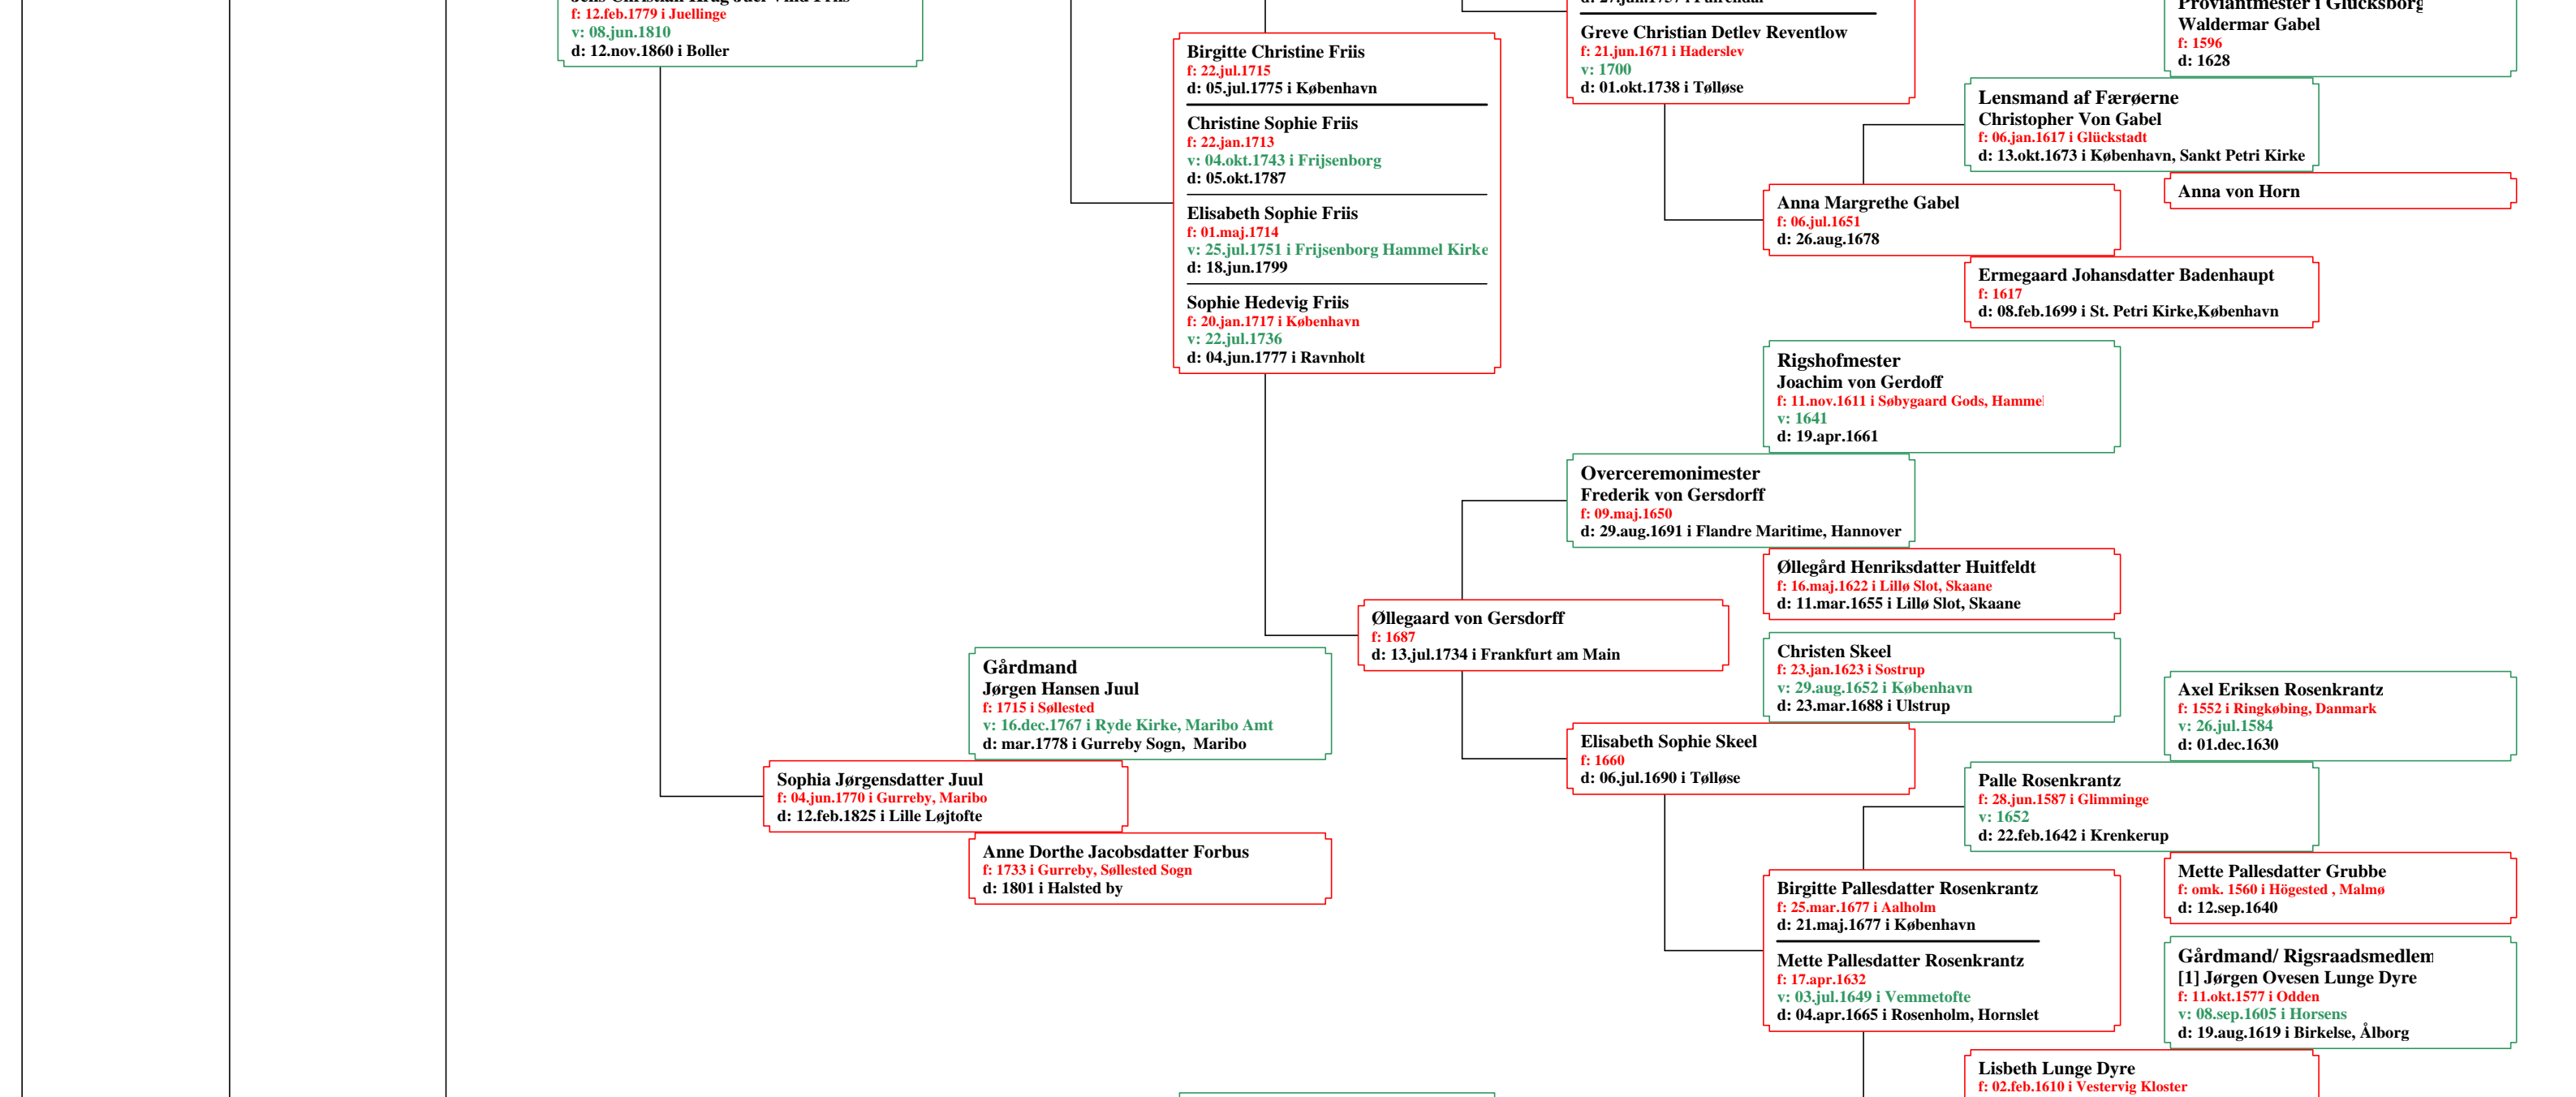 f: 12.feb.1779 i Juellinge
v: 08.jun.1810
d: 12.nov.1860 i Boller
Birgitte Christine Friis
f: 22.jul.1715
d: 05.jul.1775 i København
Christine Sophie Friis
f: 22.jan.1713
v: 04.okt.1743 i Frijsenborg
d: 05.okt.1787
Elisabeth Sophie Friis
f: 01.maj.1714
v: 25.jul.1751 i Frijsenborg Hammel Kirke
d: 18.jun.1799
Sophie Hedevig Friis
f: 20.jan.1717 i København
v: 22.jul.1736
d: 04.jun.1777 i Ravnholt
Greve Christian Detlev Reventlow
f: 21.jun.1671 i Haderslev
v: 1700
d: 01.okt.1738 i Tølløse
Proviantmester i Glücksborg
Waldermar Gabel
f: 1596
d: 1628
Lensmand af Færøerne
Christopher Von Gabel
f: 06.jan.1617 i Glückstadt
d: 13.okt.1673 i København, Sankt Petri Kirke
Anna von Horn
Anna Margrethe Gabel
f: 06.jul.1651
d: 26.aug.1678
Ermegaard Johansdatter Badenhaupt
f: 1617
d: 08.feb.1699 i St. Petri Kirke,København
Rigshofmester
Joachim von Gerdoff
f: 11.nov.1611 i Søbygaard Gods, Hammel
v: 1641
d: 19.apr.1661
Overceremonimester
Frederik von Gersdorff
f: 09.maj.1650
d: 29.aug.1691 i Flandre Maritime, Hannover
Øllegård Henriksdatter Huitfeldt
f: 16.maj.1622 i Lillø Slot, Skaane
d: 11.mar.1655 i Lillø Slot, Skaane
Øllegaard von Gersdorff
f: 1687
d: 13.jul.1734 i Frankfurt am Main
Christen Skeel
f: 23.jan.1623 i Sostrup
v: 29.aug.1652 i København
d: 23.mar.1688 i Ulstrup
Gårdmand
Jørgen Hansen Juul
f: 1715 i Søllested
v: 16.dec.1767 i Ryde Kirke, Maribo Amt
d: mar.1778 i Gurreby Sogn, Maribo
Axel Eriksen Rosenkrantz
f: 1552 i Ringkøbing, Danmark
v: 26.jul.1584
d: 01.dec.1630
Elisabeth Sophie Skeel
f: 1660
d: 06.jul.1690 i Tølløse
Sophia Jørgensdatter Juul
f: 04.jun.1770 i Gurreby, Maribo
d: 12.feb.1825 i Lille Løjtofte
Palle Rosenkrantz
f: 28.jun.1587 i Glimminge
v: 1652
d: 22.feb.1642 i Krenkerup
Anne Dorthe Jacobsdatter Forbus
f: 1733 i Gurreby, Søllested Sogn
d: 1801 i Halsted by
Mette Pallesdatter Grubbe
f: omk. 1560 i Högested , Malmø
d: 12.sep.1640
Birgitte Pallesdatter Rosenkrantz
f: 25.mar.1677 i Aalholm
d: 21.maj.1677 i København
Mette Pallesdatter Rosenkrantz
f: 17.apr.1632
v: 03.jul.1649 i Vemmetofte
d: 04.apr.1665 i Rosenholm, Hornslet
Gårdmand/ Rigsraadsmedlem
[1] Jørgen Ovesen Lunge Dyre
f: 11.okt.1577 i Odden
v: 08.sep.1605 i Horsens
d: 19.aug.1619 i Birkelse, Ålborg
Lisbeth Lunge Dyre
f: 02.feb.1610 i Vestervig Kloster